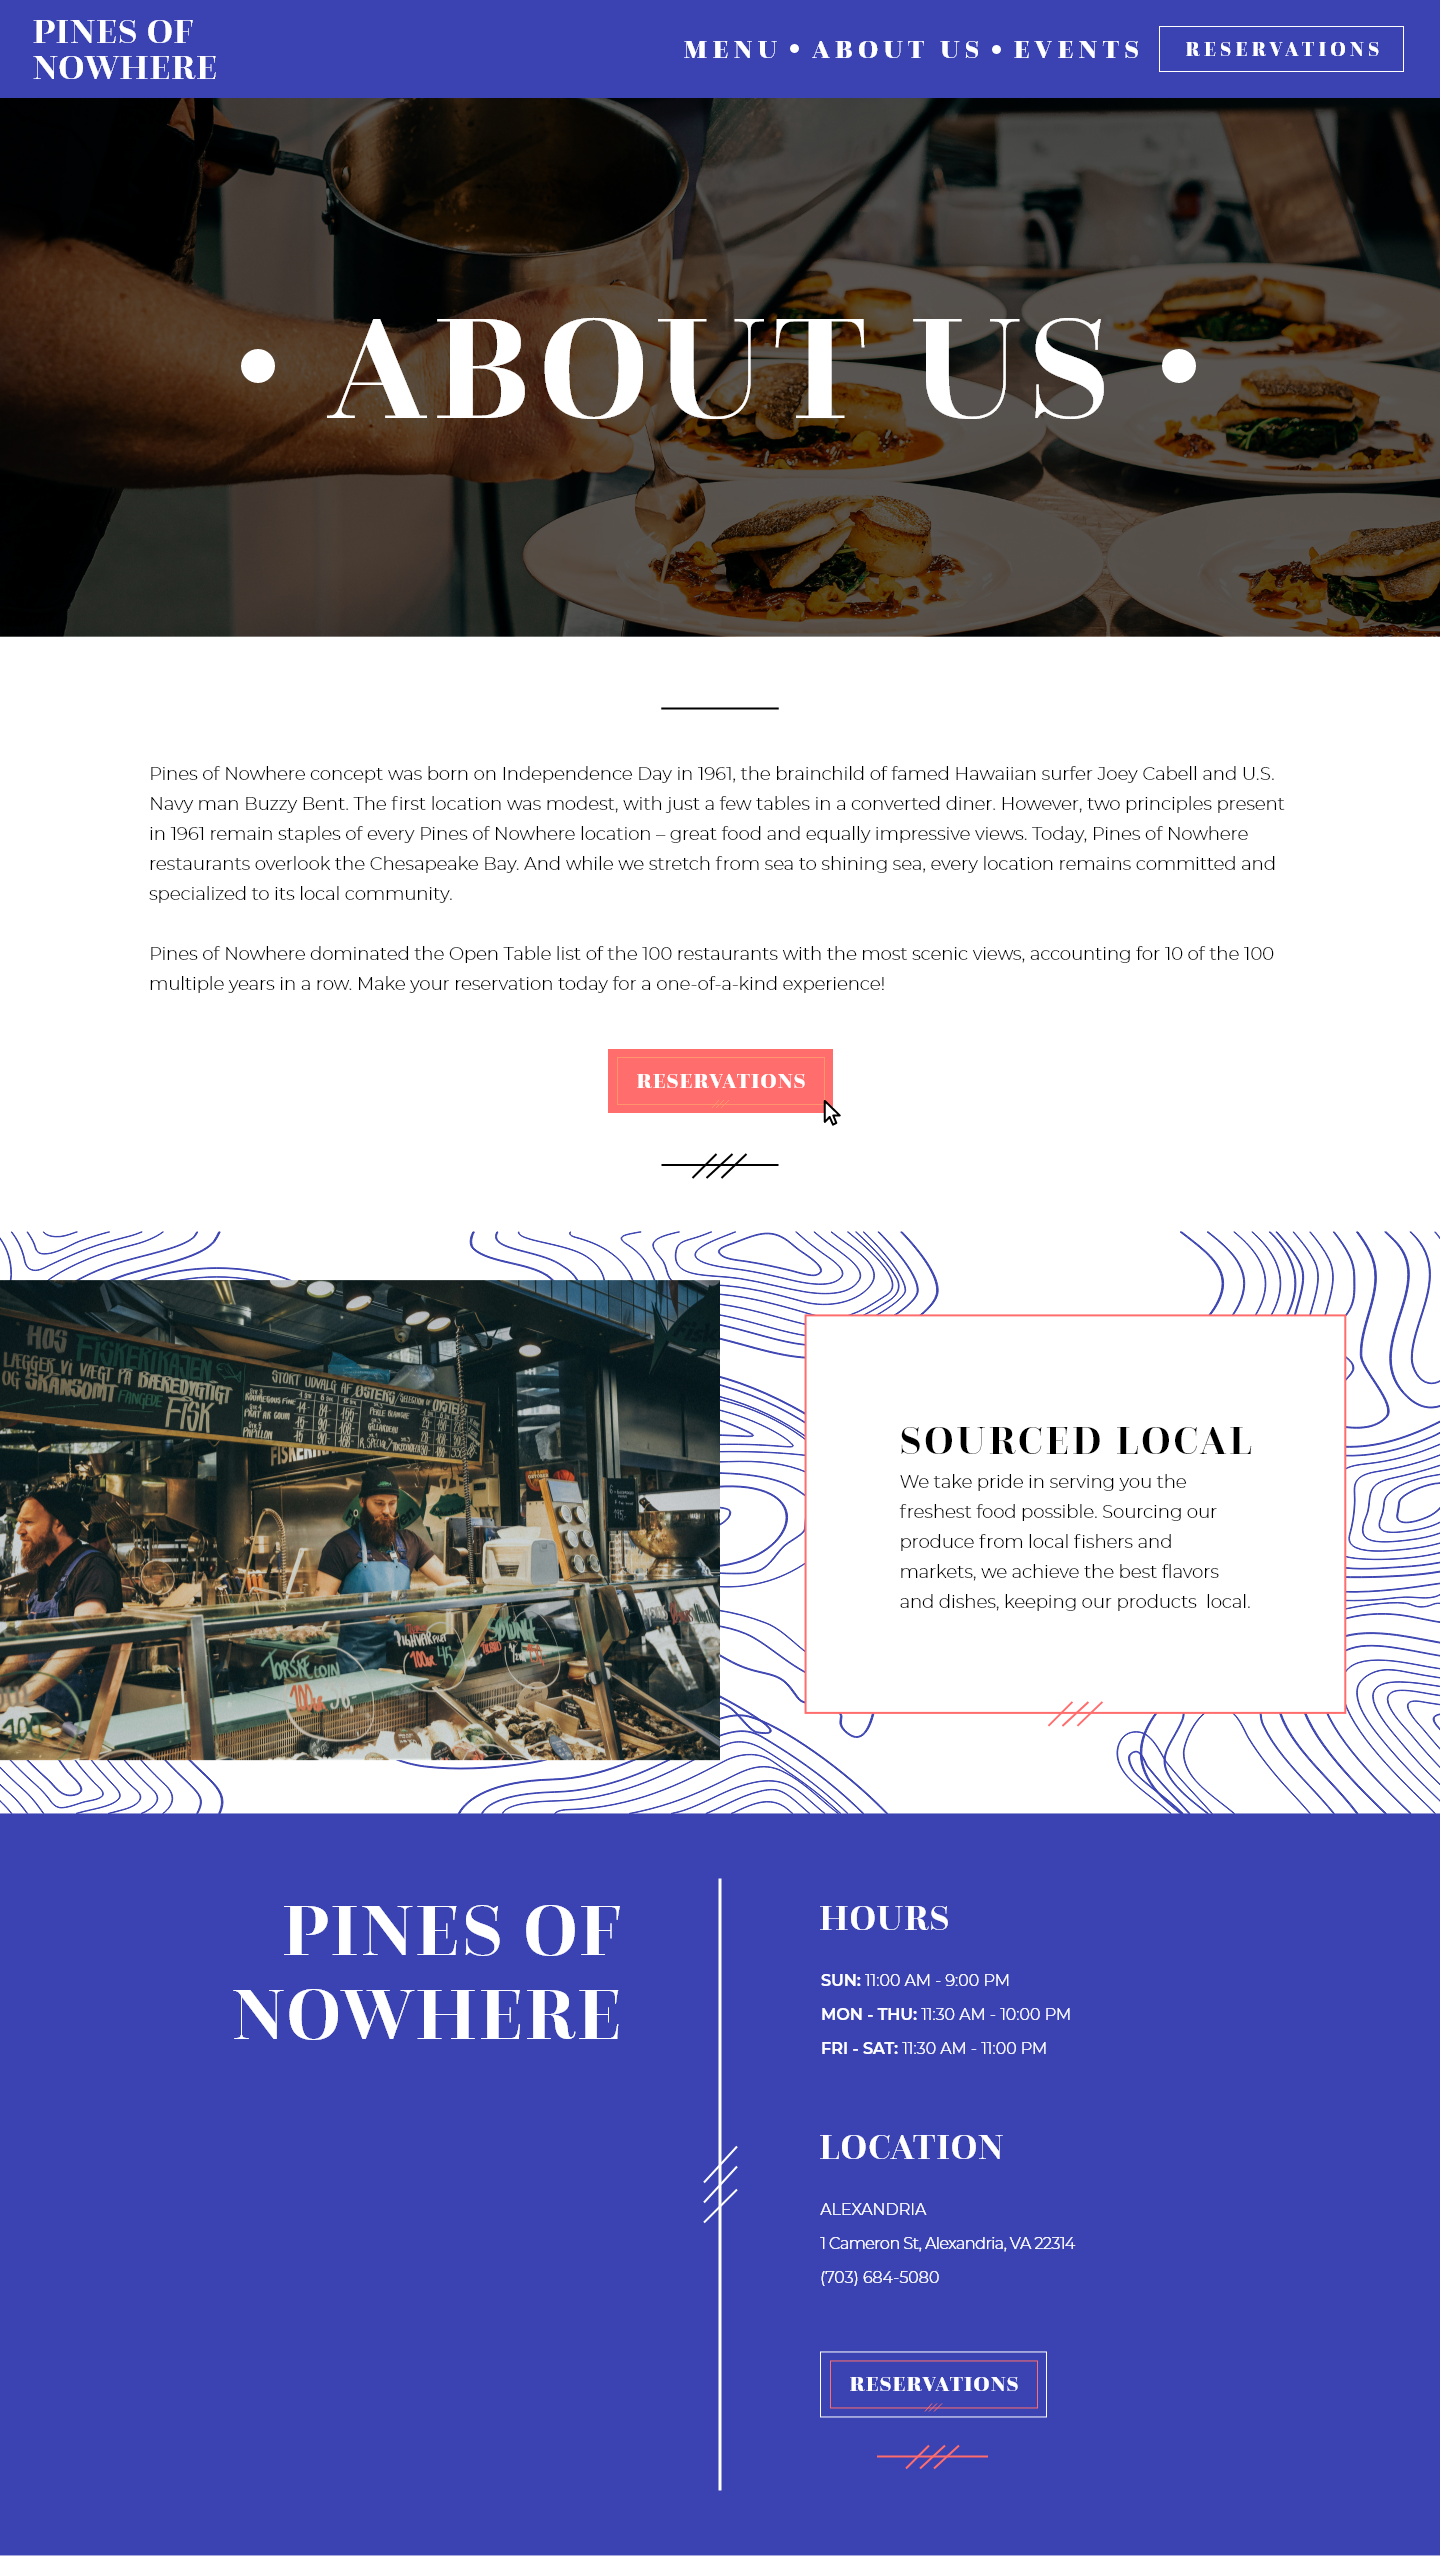 PINES OF
NOWHERE
MENU • ABOUT US • EVENTS
RESERVATIONS
• ABOUT US •
Pines of Nowhere concept was born on Independence Day in 1961, the brainchild of famed Hawaiian surfer Joey Cabell and U.S.
Navy man Buzzy Bent. The first location was modest, with just a few tables in a converted diner. However, two principles present
in 1961 remain staples of every Pines of Nowhere location – great food and equally impressive views. Today, Pines of Nowhere
restaurants overlook the Chesapeake Bay. And while we stretch from sea to shining sea, every location remains committed and
specialized to its local community.
Pines of Nowhere dominated the Open Table list of the 100 restaurants with the most scenic views, accounting for 10 of the 100
multiple years in a row. Make your reservation today for a one-of-a-kind experience!
RESERVATIONS
HOS FISKERIKAJEN
LÆGGER Vi VÆGT PÅ BÆREDYGTIGT
OG SKÅNSOMT FANGEDE FISK
STORT UDVALG AF ØSTERS
TORSKE LOIN
SOURCED LOCAL
We take pride in serving you the
freshest food possible. Sourcing our
produce from local fishers and
markets, we achieve the best flavors
and dishes, keeping our products local.
PINES OF
NOWHERE
HOURS
SUN: 11:00 AM - 9:00 PM
MON - THU: 11:30 AM - 10:00 PM
FRI - SAT: 11:30 AM - 11:00 PM
LOCATION
ALEXANDRIA
1 Cameron St, Alexandria, VA 22314
(703) 684-5080
RESERVATIONS